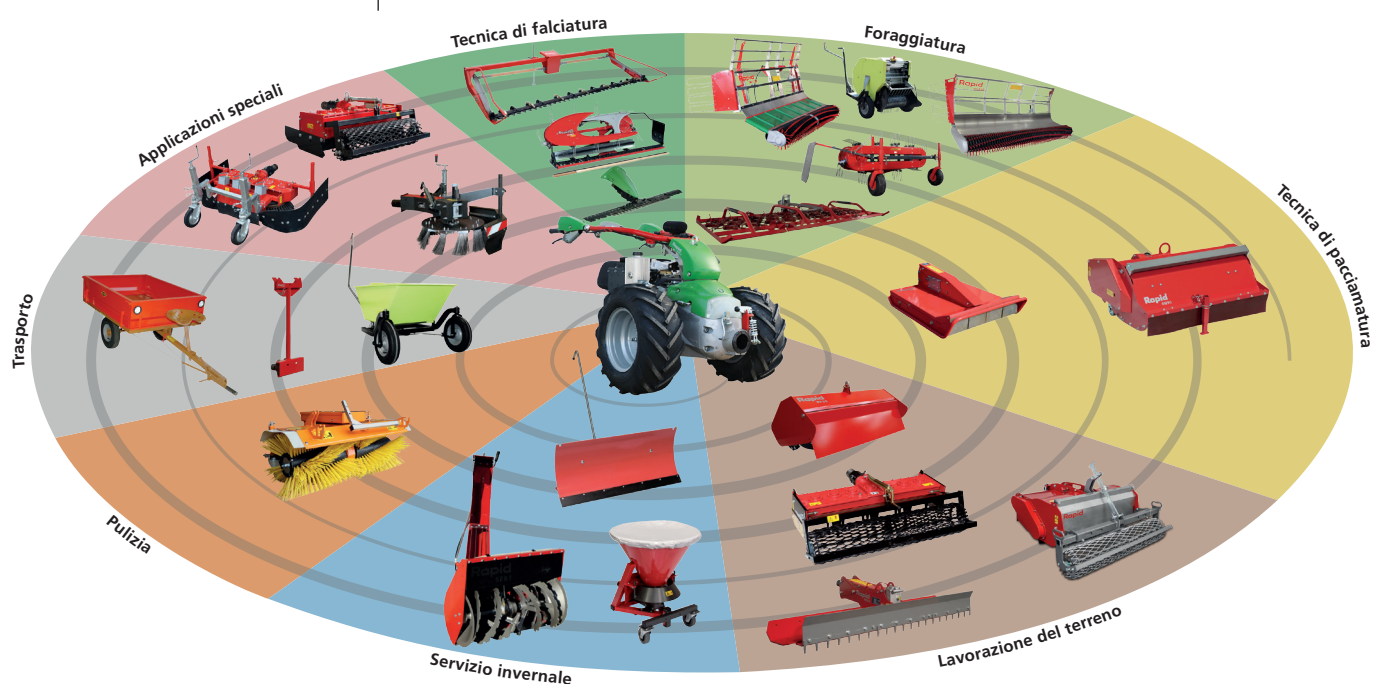 Tecnica di falciatura
Foraggiatura
Applicazioni speciali
Tecnica di pacciamatura
Trasporto
Pulizia
Servizio invernale
Lavorazione del terreno
Rapid
Rapid
Rapid
Rapid
Rapid